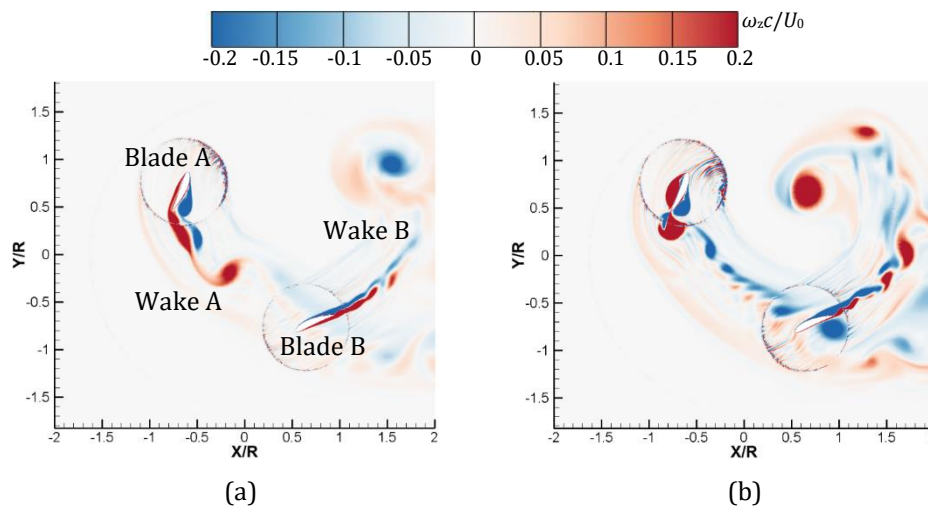 ω_z c/U_0
-0.2 -0.15 -0.1 -0.05 0 0.05 0.1 0.15 0.2
1.5
1
0.5
0
-0.5
-1
-1.5
Y/R
Blade A
Wake B
Wake A
Blade B
-2 -1.5 -1 -0.5 0 0.5 1 1.5 2
X/R
(a)
1.5
1
0.5
0
-0.5
-1
-1.5
Y/R
-2 -1.5 -1 -0.5 0 0.5 1 1.5 2
X/R
(b)